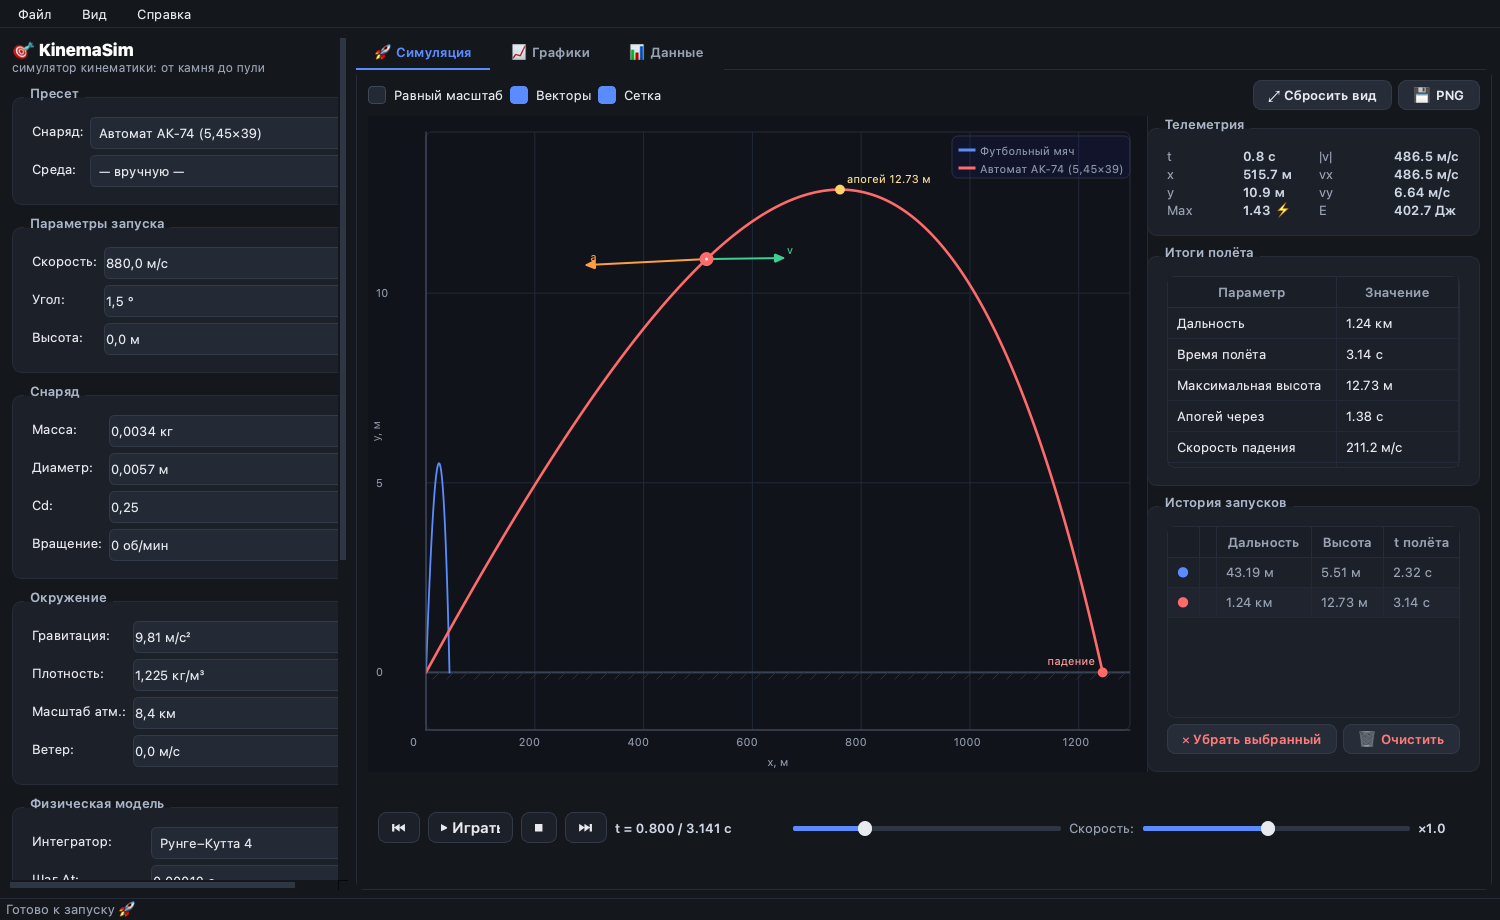 Файл Вид Справка
KinemaSim
симулятор кинематики: от камня до пули
Пресет
Снаряд: Автомат АК-74 (5,45×39)
Среда: — вручную —
Параметры запуска
Скорость: 880,0 м/с
Угол: 1,5 °
Высота: 0,0 м
Снаряд
Масса: 0,0034 кг
Диаметр: 0,0057 м
Cd: 0,25
Вращение: 0 об/мин
Окружение
Гравитация: 9,81 м/с²
Плотность: 1,225 кг/м³
Масштаб атм.: 8,4 км
Ветер: 0,0 м/с
Физическая модель
Интегратор: Рунге–Кутта 4
Шаг Δt: 0,00010 с
Симуляция Графики Данные
Равный масштаб Векторы Сетка
Сбросить вид PNG
Футбольный мяч
Автомат АК-74 (5,45×39)
апогей 12.73 м
a
v
10
y, м
5
падение
0
0 200 400 600 800 1000 1200
x, м
Телеметрия
t 0.8 с |v| 486.5 м/с
x 515.7 м vx 486.5 м/с
y 10.9 м vy 6.64 м/с
Max 1.43 ⚡ E 402.7 Дж
Итоги полёта
Параметр Значение
Дальность 1.24 км
Время полёта 3.14 с
Максимальная высота 12.73 м
Апогей через 1.38 с
Скорость падения 211.2 м/с
История запусков
Дальность Высота t полёта
43.19 м 5.51 м 2.32 с
1.24 км 12.73 м 3.14 с
× Убрать выбранный Очистить
Играть t = 0.800 / 3.141 с Скорость: ×1.0
Готово к запуску